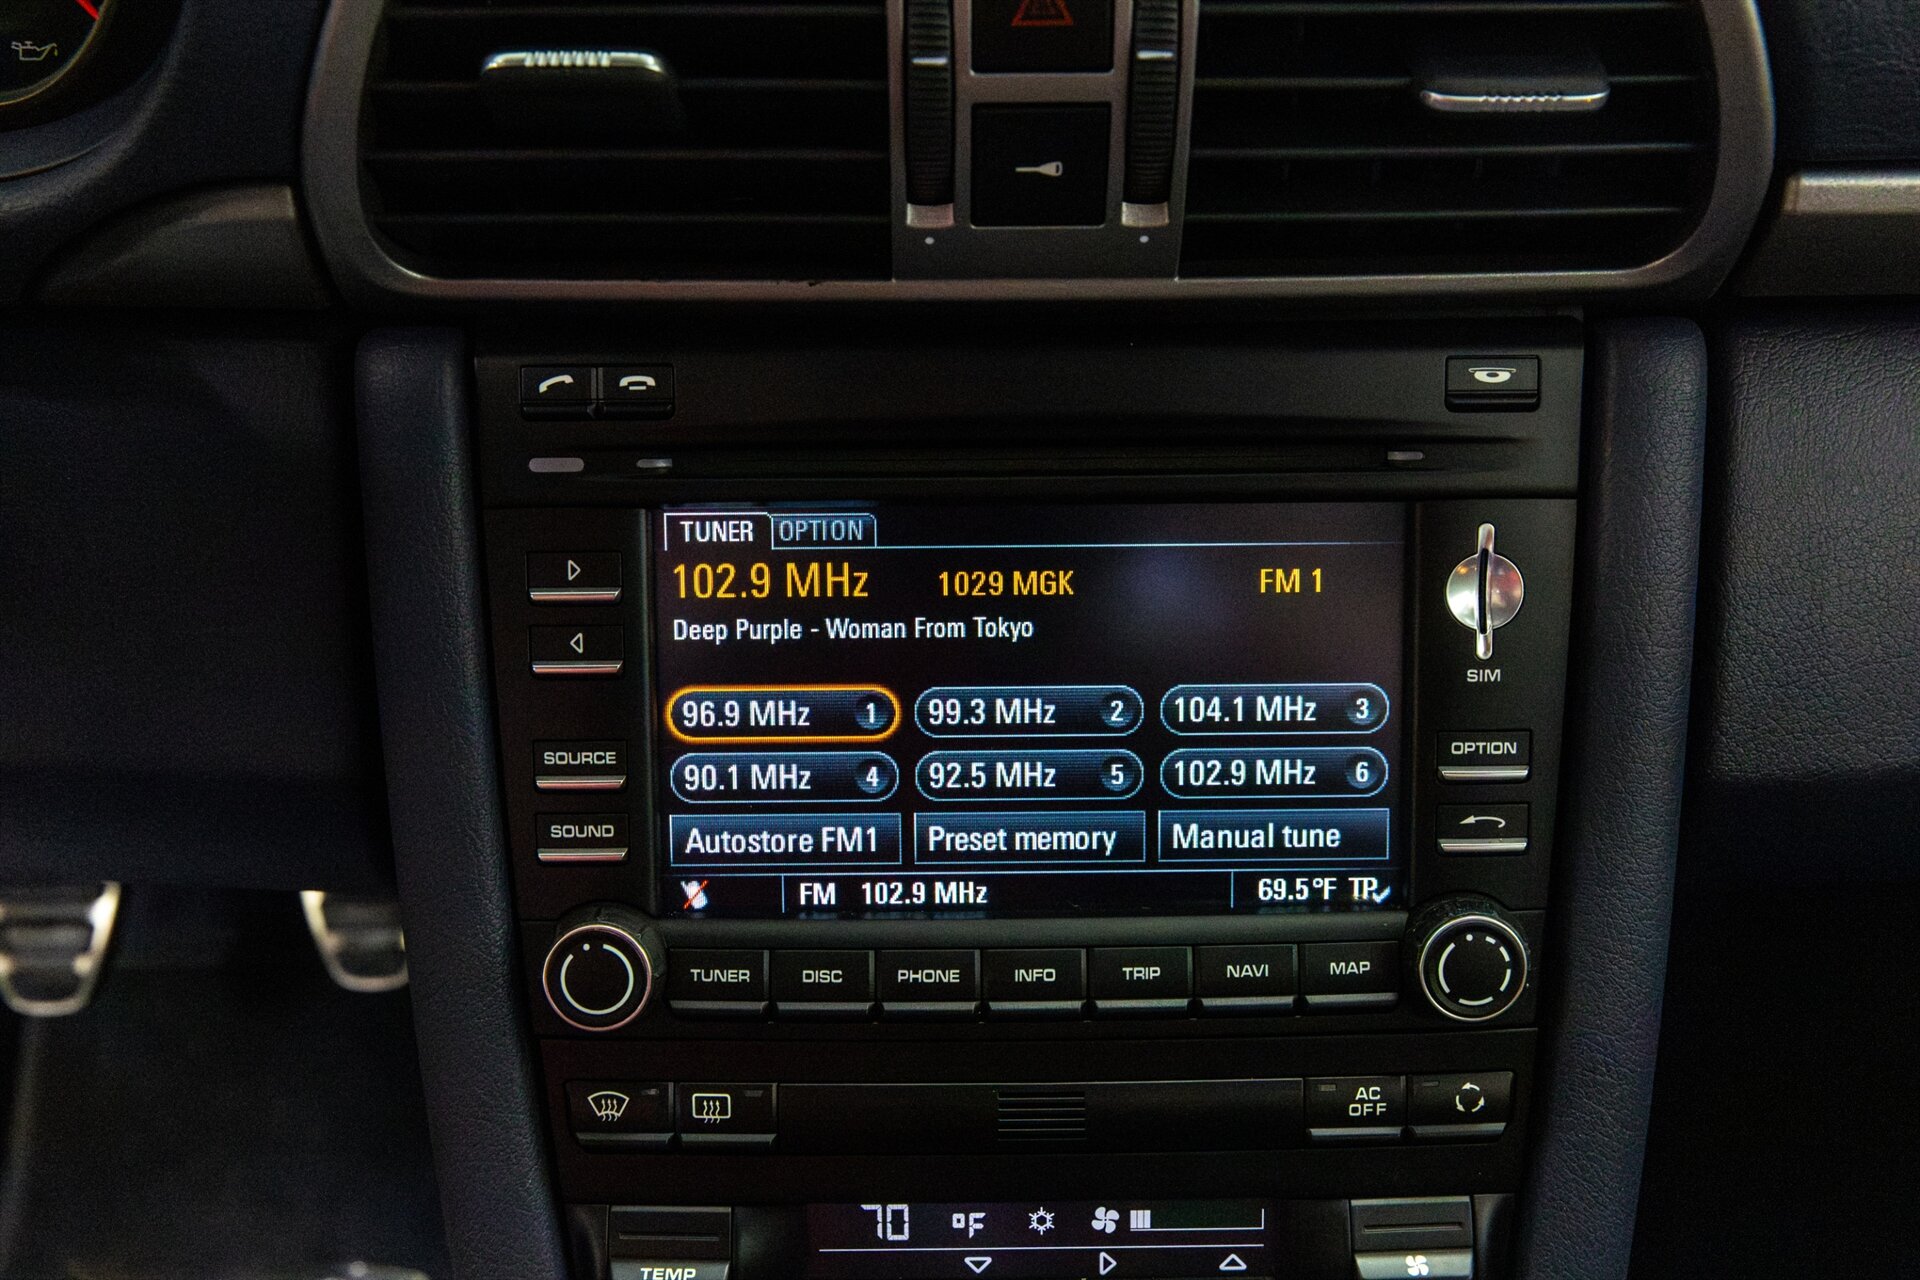 TUNER OPTION
102.9 MHz 1029 MGK FM 1
Deep Purple - Woman From Tokyo
SIM
96.9 MHz 1 99.3 MHz 2 104.1 MHz 3
SOURCE
OPTION
90.1 MHz 4 92.5 MHz 5 102.9 MHz 6
SOUND
Autostore FM1 Preset memory Manual tune
FM 102.9 MHz 69.5°F TP
TUNER DISC PHONE INFO TRIP NAVI MAP
AC
OFF
70 °F
TEMP